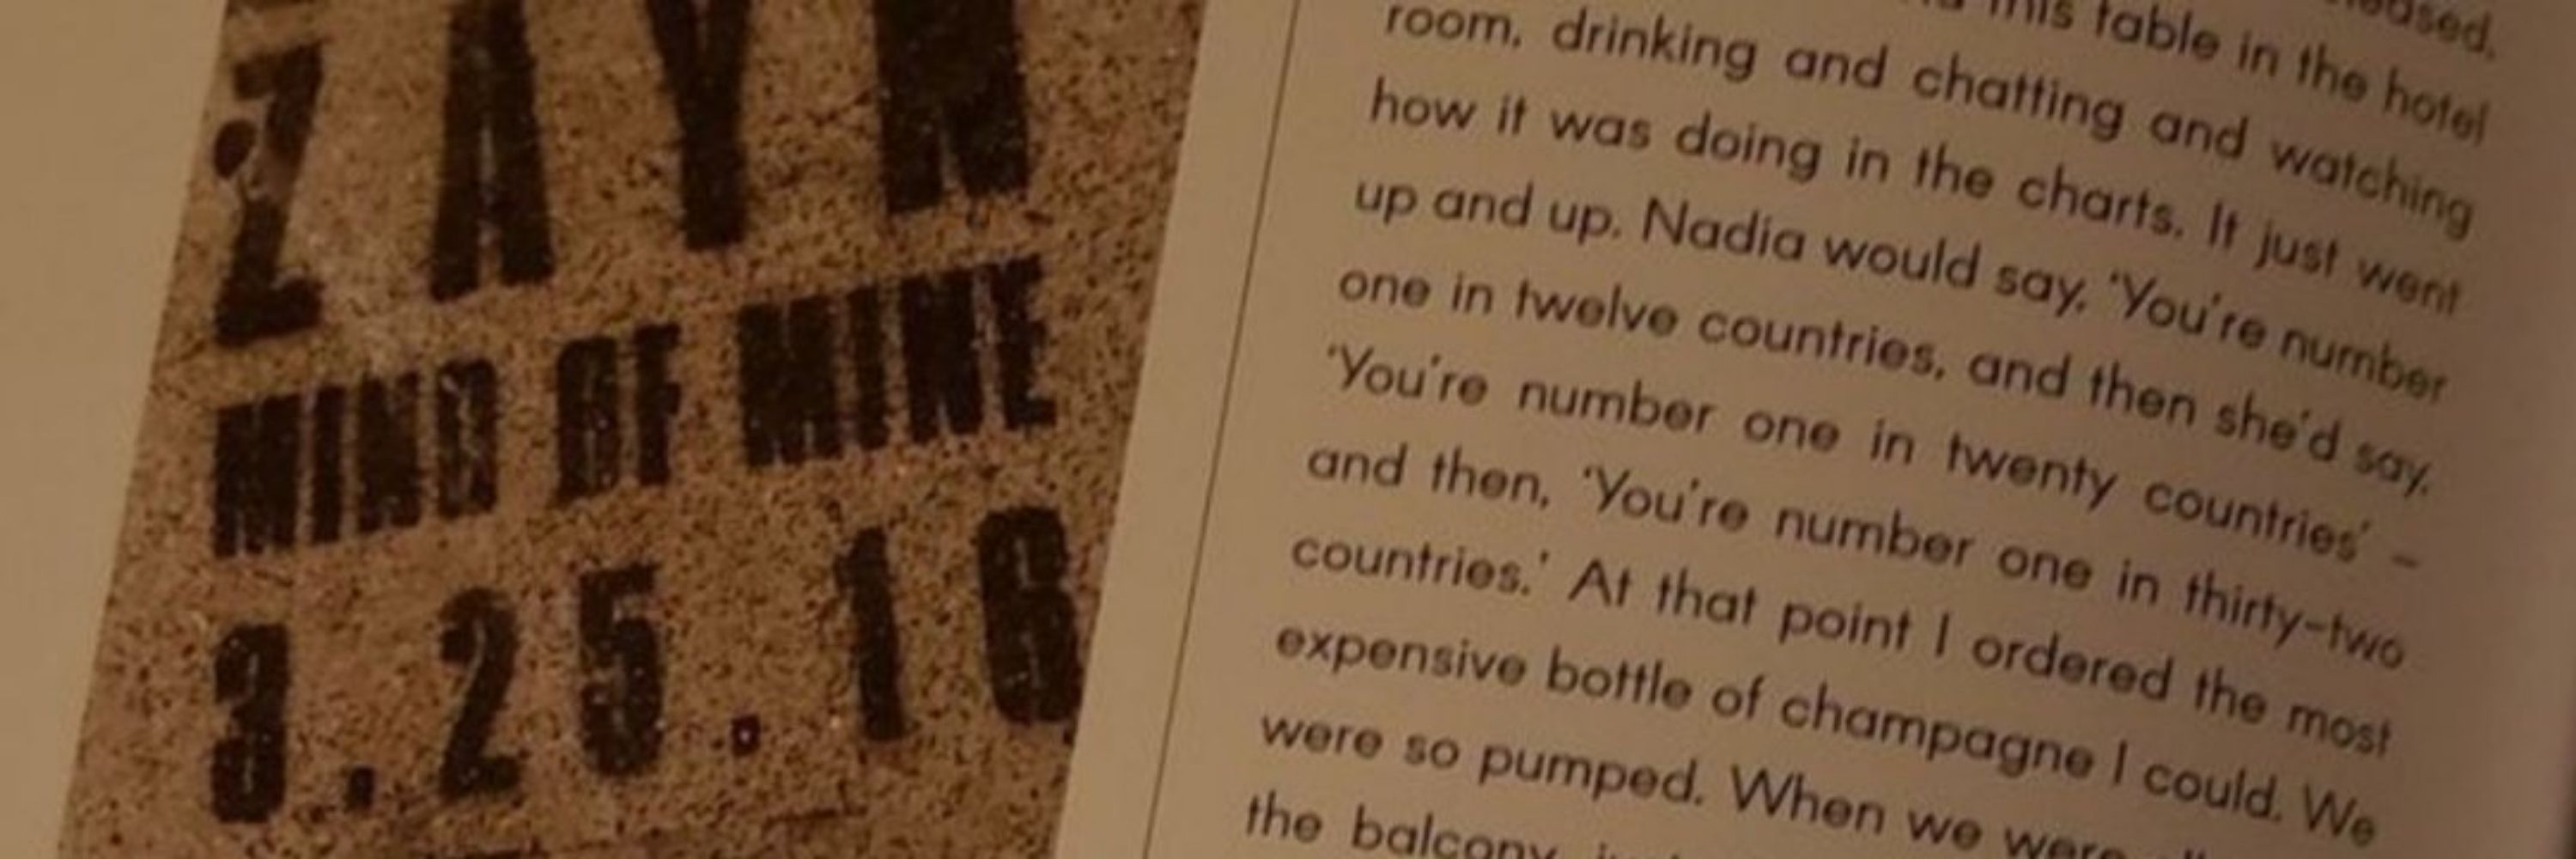 ZAYN
MIND OF MINE
3.25.16
this table in the hotel
room, drinking and chatting and watching
how it was doing in the charts. It just went
up and up. Nadia would say, 'You're number
one in twelve countries, and then she'd say,
'You're number one in twenty countries' –
and then, 'You're number one in thirty-two
countries.' At that point I ordered the most
expensive bottle of champagne I could. We
were so pumped. When we were
the balcony